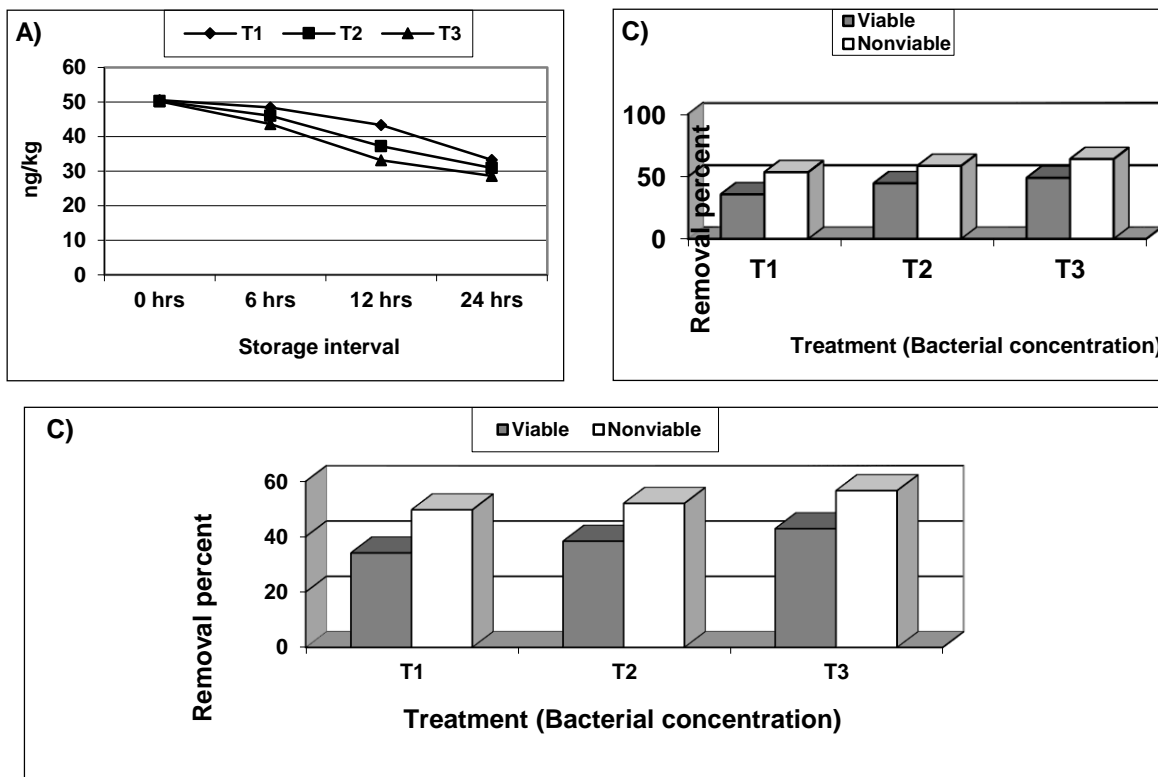 A)
T1 T2 T3
60
50
40
30
20
10
0
ng/kg
0 hrs 6 hrs 12 hrs 24 hrs
Storage interval
C)
Viable
Nonviable
100
50
0
Removal percent
T1 T2 T3
Treatment (Bacterial concentration)
C)
Viable Nonviable
60
40
20
0
Removal percent
T1 T2 T3
Treatment (Bacterial concentration)